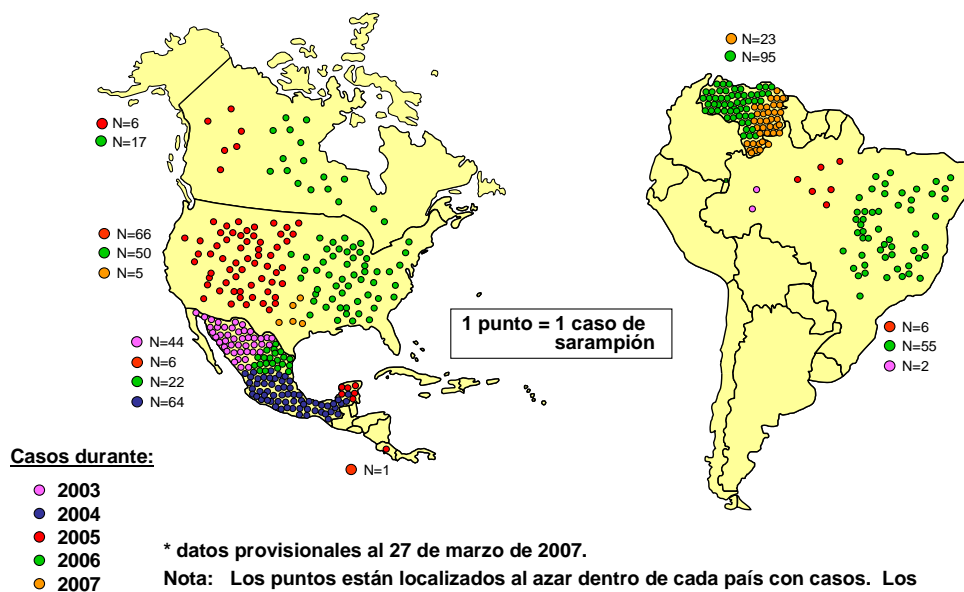 N=23
N=95
N=6
N=17
N=66
N=50
N=5
1 punto = 1 caso de
sarampión
N=44
N=6
N=22
N=64
N=6
N=55
N=2
N=1
Casos durante:
2003
2004
2005
2006
2007
* datos provisionales al 27 de marzo de 2007.
Nota: Los puntos están localizados al azar dentro de cada país con casos. Los